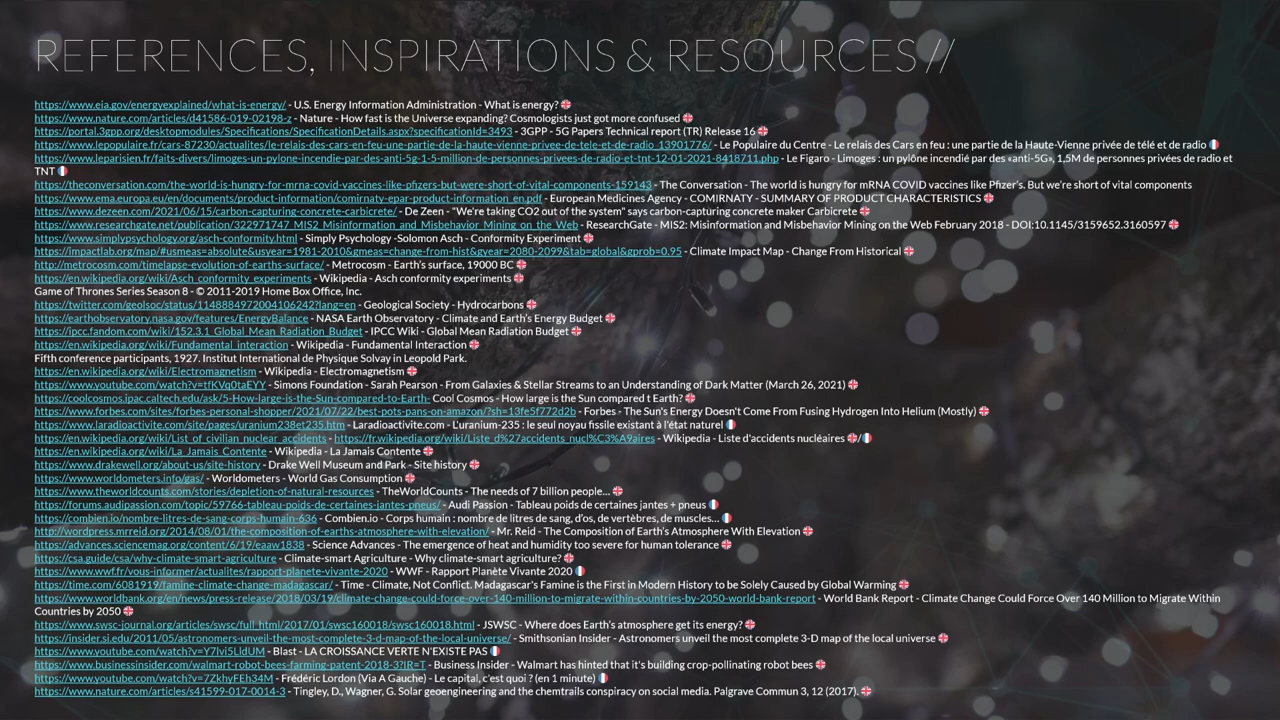 REFERENCES, INSPIRATIONS & RESOURCES //
https://www.eia.gov/energyexplained/what-is-energy/ - U.S. Energy Information Administration - What is energy?
https://www.nature.com/articles/d41586-019-02198-z - Nature - How fast is the Universe expanding? Cosmologists just got more confused
https://portal.3gpp.org/desktopmodules/Specifications/SpecificationDetails.aspx?specificationId=3493 - 3GPP - 5G Papers Technical report (TR) Release 16
https://www.lepopulaire.fr/cars-87230/actualites/le-relais-des-cars-en-feu-une-partie-de-la-haute-vienne-privee-de-tele-et-de-radio_13901776/ - Le Populaire du Centre - Le relais des Cars en feu : une partie de la Haute-Vienne privée de télé et de radio
https://www.leparisien.fr/faits-divers/limoges-un-pylone-incendie-par-des-anti-5g-1-5-million-de-personnes-privees-de-radio-et-tnt-12-01-2021-8418711.php - Le Figaro - Limoges : un pylône incendié par des «anti-5G», 1,5M de personnes privées de radio et
TNT
https://theconversation.com/the-world-is-hungry-for-mrna-covid-vaccines-like-pfizers-but-were-short-of-vital-components-159143 - The Conversation - The world is hungry for mRNA COVID vaccines like Pfizer's. But we're short of vital components
https://www.ema.europa.eu/en/documents/product-information/comirnaty-epar-product-information_en.pdf - European Medicines Agency - COMIRNATY - SUMMARY OF PRODUCT CHARACTERISTICS
https://www.dezeen.com/2021/06/15/carbon-capturing-concrete-carbicrete/ - De Zeen - "We're taking CO2 out of the system" says carbon-capturing concrete maker Carbicrete
https://www.researchgate.net/publication/322971747_MIS2_Misinformation_and_Misbehavior_Mining_on_the_Web - ResearchGate - MIS2: Misinformation and Misbehavior Mining on the Web February 2018 - DOI:10.1145/3159652.3160597
https://www.simplypsychology.org/asch-conformity.html - Simply Psychology -Solomon Asch - Conformity Experiment
https://impactlab.org/map/#usmeas=absolute&usyear=1981-2010&gmeas=change-from-hist&gyear=2080-2099&tab=global&gprob=0.95 - Climate Impact Map - Change From Historical
http://metrocosm.com/timelapse-evolution-of-earths-surface/ - Metrocosm - Earth's surface, 19000 BC
https://en.wikipedia.org/wiki/Asch_conformity_experiments - Wikipedia - Asch conformity experiments
Game of Thrones Series Season 8 - © 2011-2019 Home Box Office, Inc.
https://twitter.com/geolsoc/status/1148884972004106242?lang=en - Geological Society - Hydrocarbons
https://earthobservatory.nasa.gov/features/EnergyBalance - NASA Earth Observatory - Climate and Earth's Energy Budget
https://ipcc.fandom.com/wiki/152.3.1_Global_Mean_Radiation_Budget - IPCC Wiki - Global Mean Radiation Budget
https://en.wikipedia.org/wiki/Fundamental_interaction - Wikipedia - Fundamental Interaction
Fifth conference participants, 1927. Institut International de Physique Solvay in Leopold Park.
https://en.wikipedia.org/wiki/Electromagnetism - Wikipedia - Electromagnetism
https://www.youtube.com/watch?v=tfKVq0taEYY - Simons Foundation - Sarah Pearson - From Galaxies & Stellar Streams to an Understanding of Dark Matter (March 26, 2021)
https://coolcosmos.ipac.caltech.edu/ask/5-How-large-is-the-Sun-compared-to-Earth- Cool Cosmos - How large is the Sun compared t Earth?
https://www.forbes.com/sites/forbes-personal-shopper/2021/07/22/best-pots-pans-on-amazon/?sh=13fe5f772d2b - Forbes - The Sun's Energy Doesn't Come From Fusing Hydrogen Into Helium (Mostly)
https://www.laradioactivite.com/site/pages/uranium238et235.htm - Laradioactivite.com - L'uranium-235 : le seul noyau fissile existant à l'état naturel
https://en.wikipedia.org/wiki/List_of_civilian_nuclear_accidents - https://fr.wikipedia.org/wiki/Liste_d%27accidents_nucl%C3%A9aires - Wikipedia - Liste d'accidents nucléaires /
https://en.wikipedia.org/wiki/La_Jamais_Contente - Wikipedia - La Jamais Contente
https://www.drakewell.org/about-us/site-history - Drake Well Museum and Park - Site history
https://www.worldometers.info/gas/ - Worldometers - World Gas Consumption
https://www.theworldcounts.com/stories/depletion-of-natural-resources - TheWorldCounts - The needs of 7 billion people...
https://forums.audipassion.com/topic/59766-tableau-poids-de-certaines-jantes-pneus/ - Audi Passion - Tableau poids de certaines jantes + pneus
https://combien.io/nombre-litres-de-sang-corps-humain-636 - Combien.io - Corps humain : nombre de litres de sang, d'os, de vertèbres, de muscles...
http://wordpress.mrreid.org/2014/08/01/the-composition-of-earths-atmosphere-with-elevation/ - Mr. Reid - The Composition of Earth's Atmosphere With Elevation
https://advances.sciencemag.org/content/6/19/eaaw1838 - Science Advances - The emergence of heat and humidity too severe for human tolerance
https://csa.guide/csa/why-climate-smart-agriculture - Climate-smart Agriculture - Why climate-smart agriculture?
https://www.wwf.fr/vous-informer/actualites/rapport-planete-vivante-2020 - WWF - Rapport Planète Vivante 2020
https://time.com/6081919/famine-climate-change-madagascar/ - Time - Climate, Not Conflict. Madagascar's Famine is the First in Modern History to be Solely Caused by Global Warming
https://www.worldbank.org/en/news/press-release/2018/03/19/climate-change-could-force-over-140-million-to-migrate-within-countries-by-2050-world-bank-report - World Bank Report - Climate Change Could Force Over 140 Million to Migrate Within
Countries by 2050
https://www.swsc-journal.org/articles/swsc/full_html/2017/01/swsc160018/swsc160018.html - JSWSC - Where does Earth's atmosphere get its energy?
https://insider.si.edu/2011/05/astronomers-unveil-the-most-complete-3-d-map-of-the-local-universe/ - Smithsonian Insider - Astronomers unveil the most complete 3-D map of the local universe
https://www.youtube.com/watch?v=Y7lvi5LldUM - Blast - LA CROISSANCE VERTE N'EXISTE PAS
https://www.businessinsider.com/walmart-robot-bees-farming-patent-2018-3?IR=T - Business Insider - Walmart has hinted that it's building crop-pollinating robot bees
https://www.youtube.com/watch?v=7ZkhyFEh34M - Frédéric Lordon (Via A Gauche) - Le capital, c'est quoi ? (en 1 minute)
https://www.nature.com/articles/s41599-017-0014-3 - Tingley, D., Wagner, G. Solar geoengineering and the chemtrails conspiracy on social media. Palgrave Commun 3, 12 (2017).